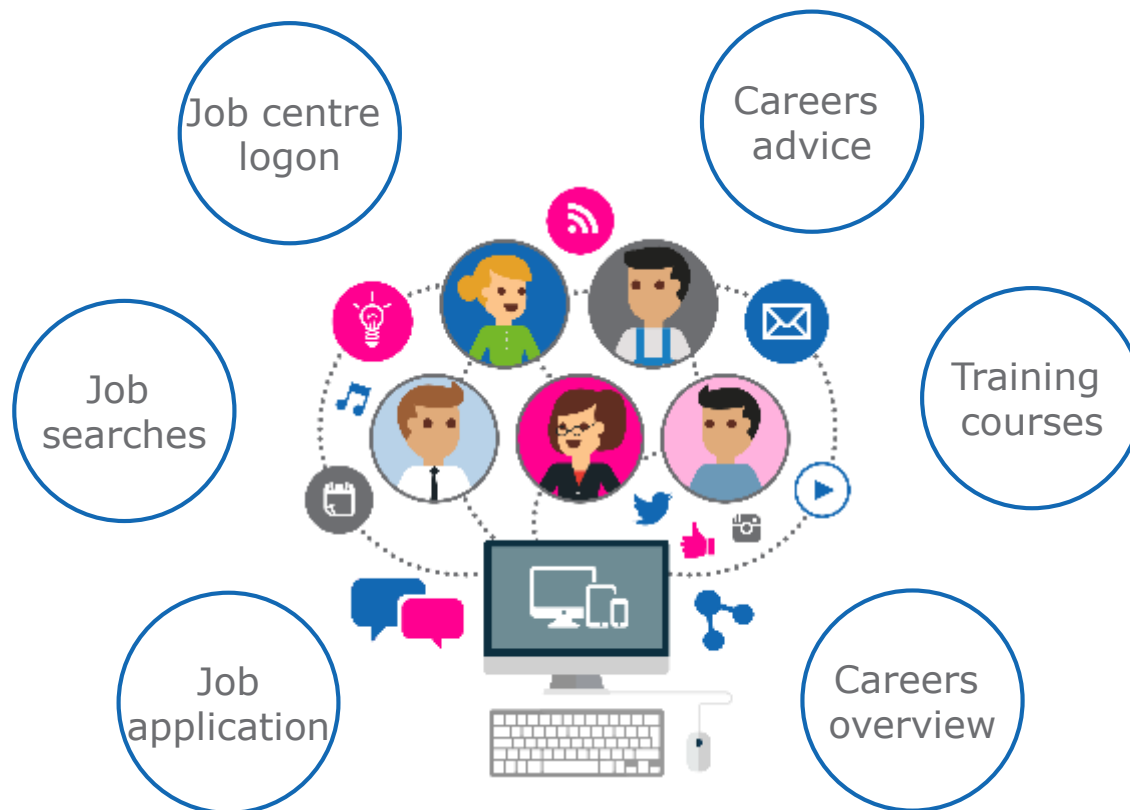 Job centre
logon
Careers
advice
Job
searches
Training
courses
Job
application
Careers
overview